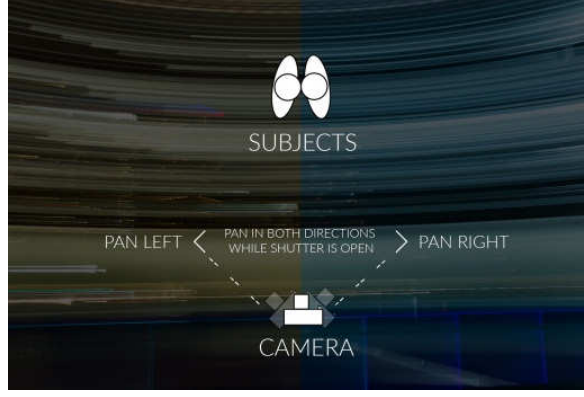 SUBJECTS
PAN LEFT
PAN IN BOTH DIRECTIONS
WHILE SHUTTER IS OPEN
PAN RIGHT
CAMERA